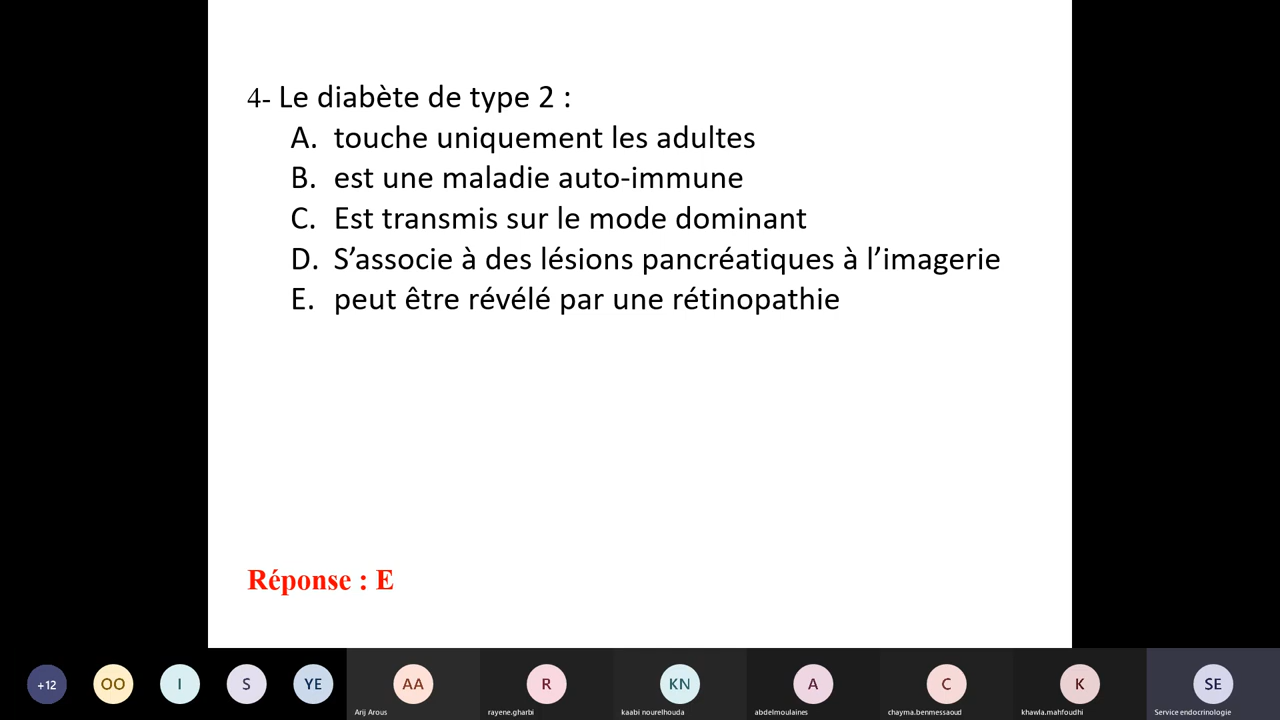 4- Le diabète de type 2 :
A. touche uniquement les adultes
B. est une maladie auto-immune
C. Est transmis sur le mode dominant
D. S’associe à des lésions pancréatiques à l’imagerie
E. peut être révélé par une rétinopathie
Réponse : E
+12 OO I S YE AA R KN A C K SE
Arij Arous rayene.gharbi kaabi nourelhouda abdelmoulaines chayma.benmessaoud khawla.mahfoudhi Service endocrinologie